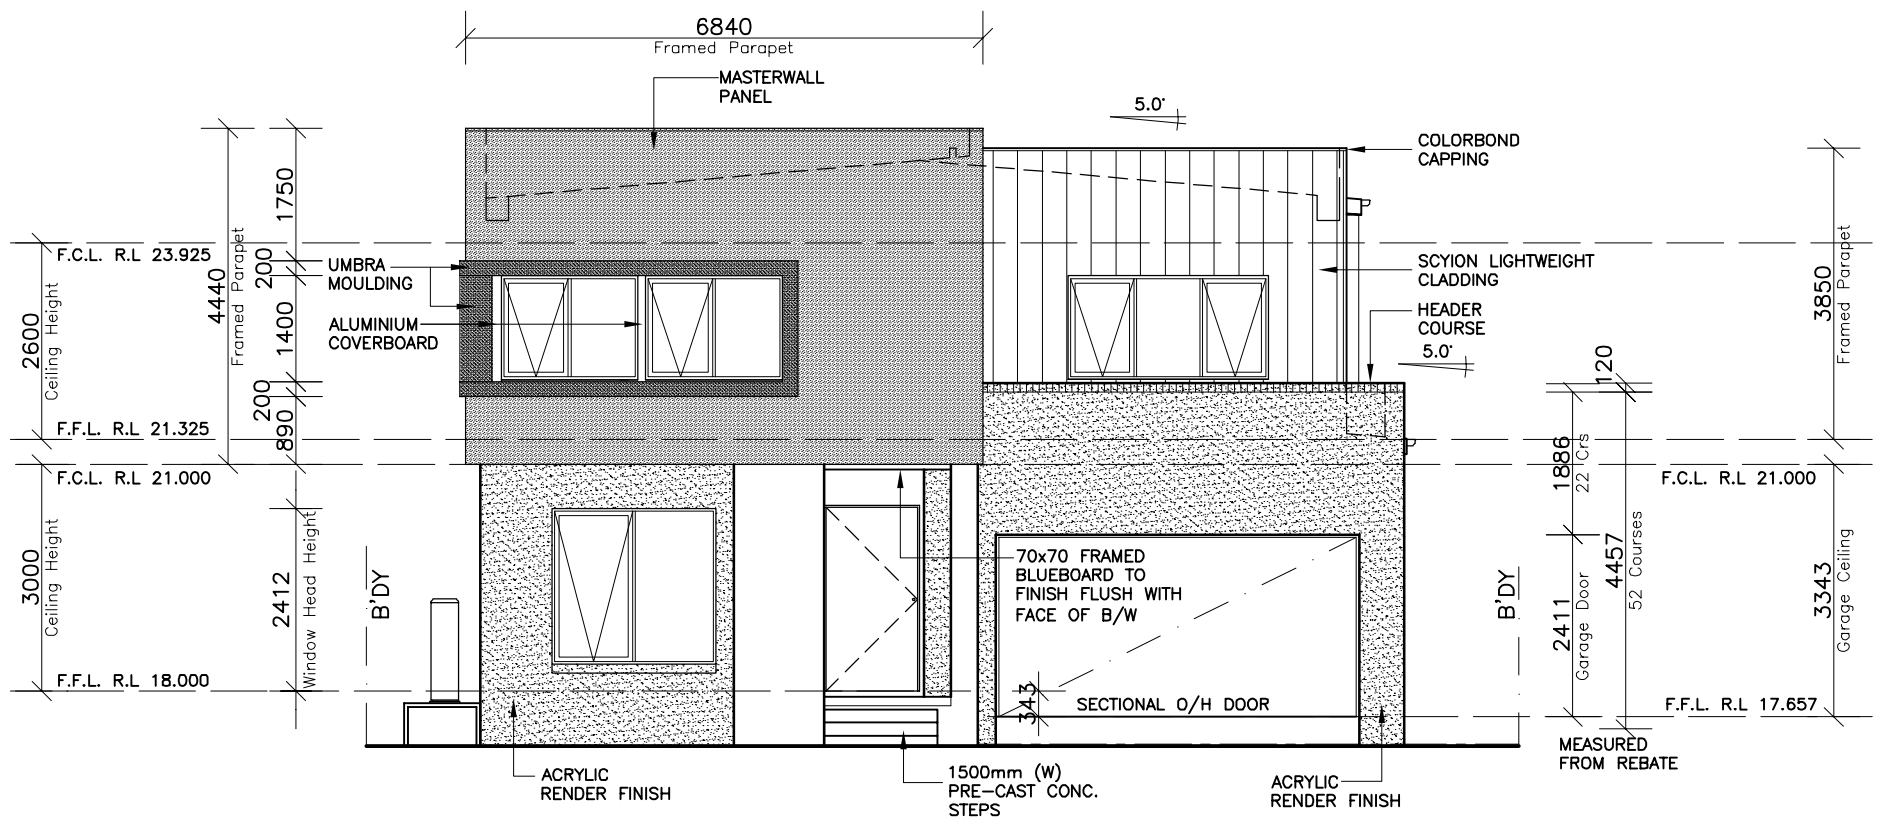 6840
Framed Parapet
MASTERWALL
PANEL
5.0°
COLORBOND
CAPPING
1750
4440
Framed Parapet
F.C.L. R.L 23.925
200
UMBRA
MOULDING
SCYION LIGHTWEIGHT
CLADDING
2600
Ceiling Height
1400
ALUMINIUM
COVERBOARD
HEADER
COURSE
5.0°
3850
Framed Parapet
120
200
890
F.F.L. R.L 21.325
1886
22 Crs
F.C.L. R.L 21.000
F.C.L. R.L 21.000
3000
Ceiling Height
2412
Window Head Height
B'DY
70x70 FRAMED
BLUEBOARD TO
FINISH FLUSH WITH
FACE OF B/W
B'DY
2411
Garage Door
4457
52 Courses
3343
Garage Ceiling
F.F.L. R.L 18.000
343
SECTIONAL O/H DOOR
F.F.L. R.L 17.657
MEASURED
FROM REBATE
ACRYLIC
RENDER FINISH
1500mm (W)
PRE-CAST CONC.
STEPS
ACRYLIC
RENDER FINISH